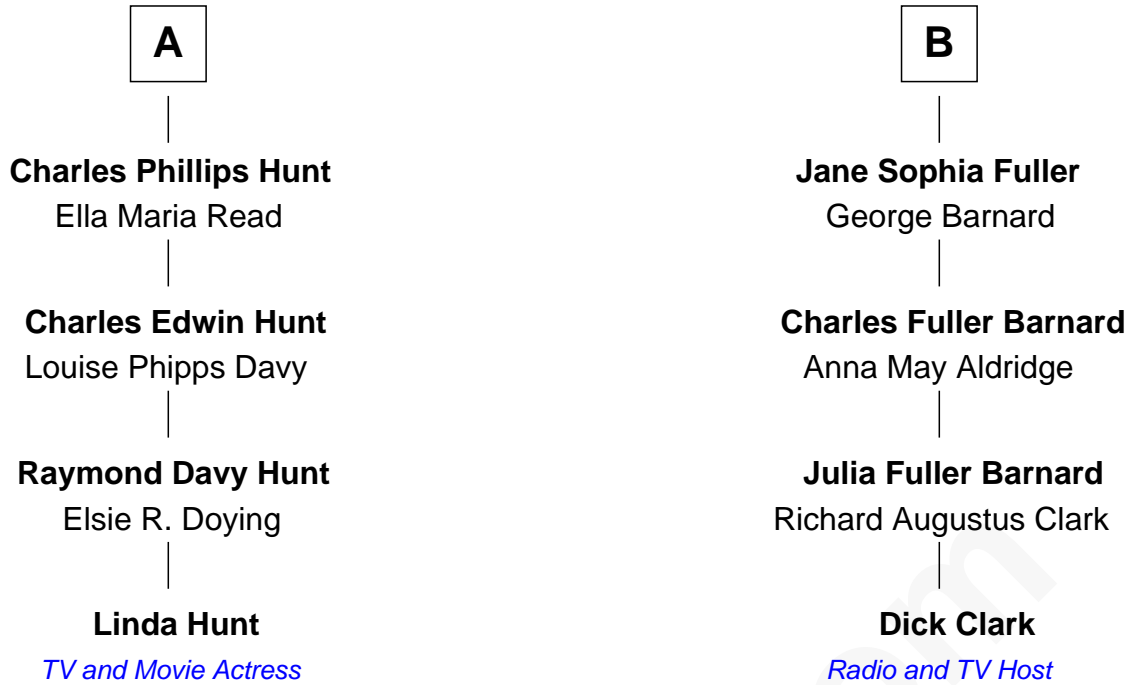 A
B
Charles Phillips Hunt
Ella Maria Read
Jane Sophia Fuller
George Barnard
Charles Edwin Hunt
Louise Phipps Davy
Charles Fuller Barnard
Anna May Aldridge
Raymond Davy Hunt
Elsie R. Doying
Julia Fuller Barnard
Richard Augustus Clark
Linda Hunt
TV and Movie Actress
Dick Clark
Radio and TV Host